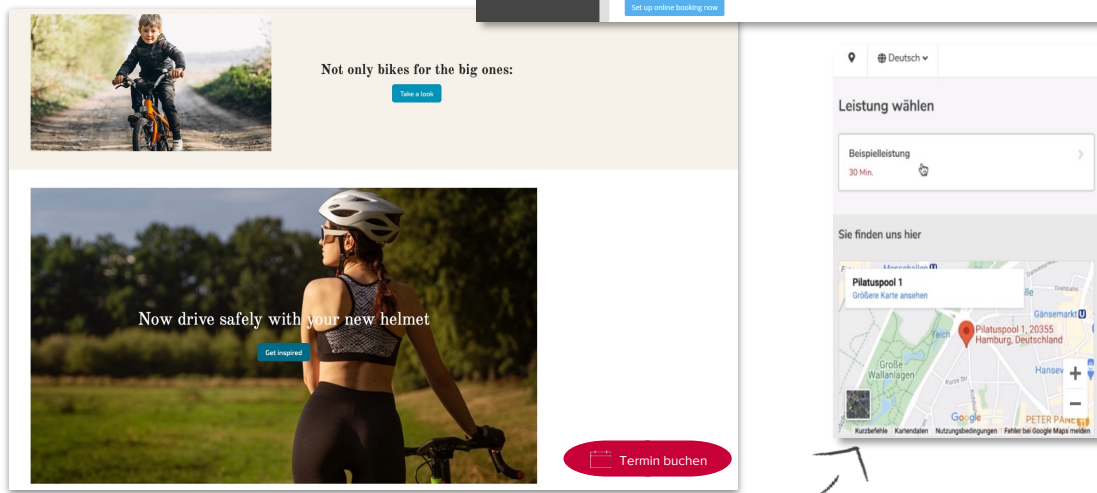 Set up online booking now
Not only bikes for the big ones:
Take a look
Now drive safely with your new helmet
Get inspired
Termin buchen
Deutsch
Leistung wählen
Beispielleistung
30 Min.
Sie finden uns hier
Pilatuspool 1
Größere Karte ansehen
Drehbahn
Gänsemarkt U
Teich
Pilatuspool 1, 20355
Hamburg, Deutschland
Große
Wallanlagen
Hansev
Google
PETER PANE
Kurzbefehle Kartendaten Nutzungsbedingungen Fehler bei Google Maps melden